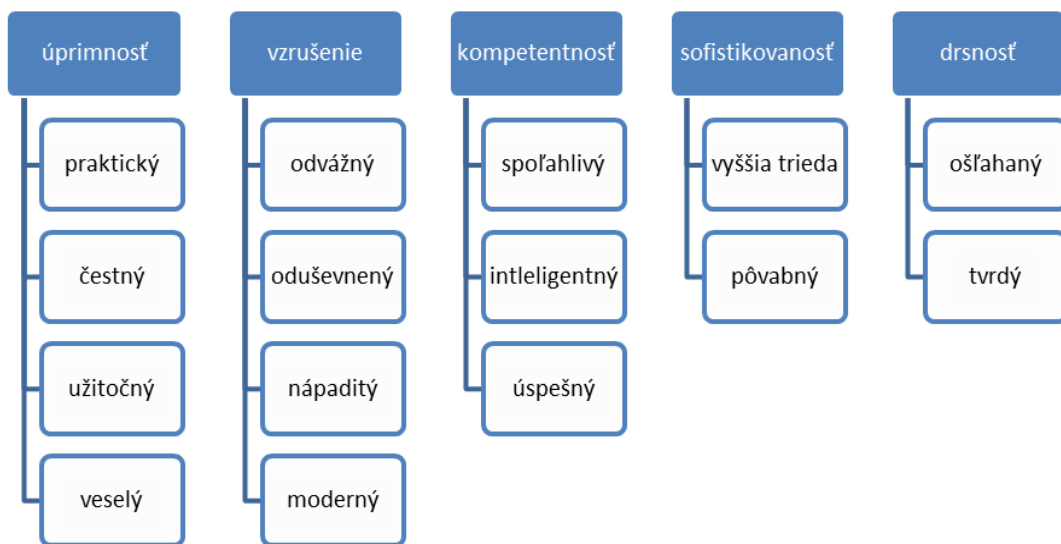 úprimnosť
praktický
čestný
užitočný
veselý
vzrušenie
odvážný
oduševnený
nápaditý
moderný
kompetentnosť
spoľahlivý
intleligentný
úspešný
sofistikovanosť
vyššia trieda
pôvabný
drsnosť
ošľahaný
tvrdý